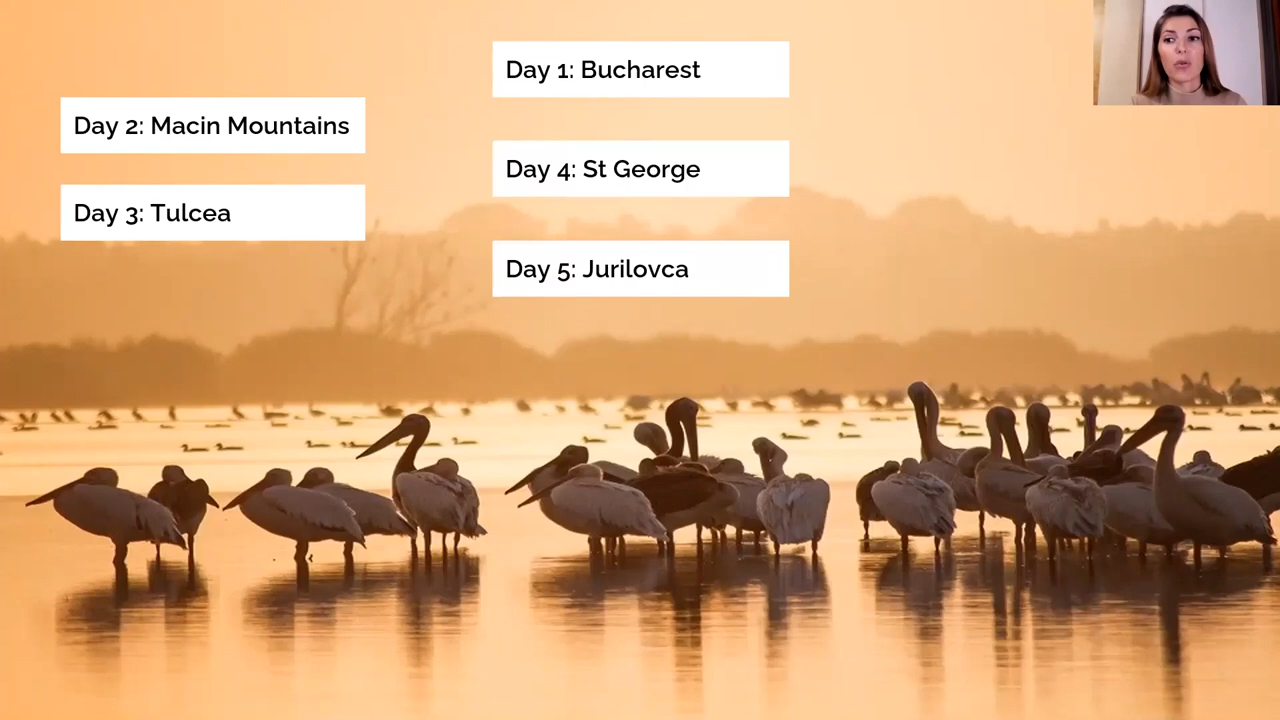 Day 1: Bucharest
Day 2: Macin Mountains
Day 3: Tulcea
Day 4: St George
Day 5: Jurilovca